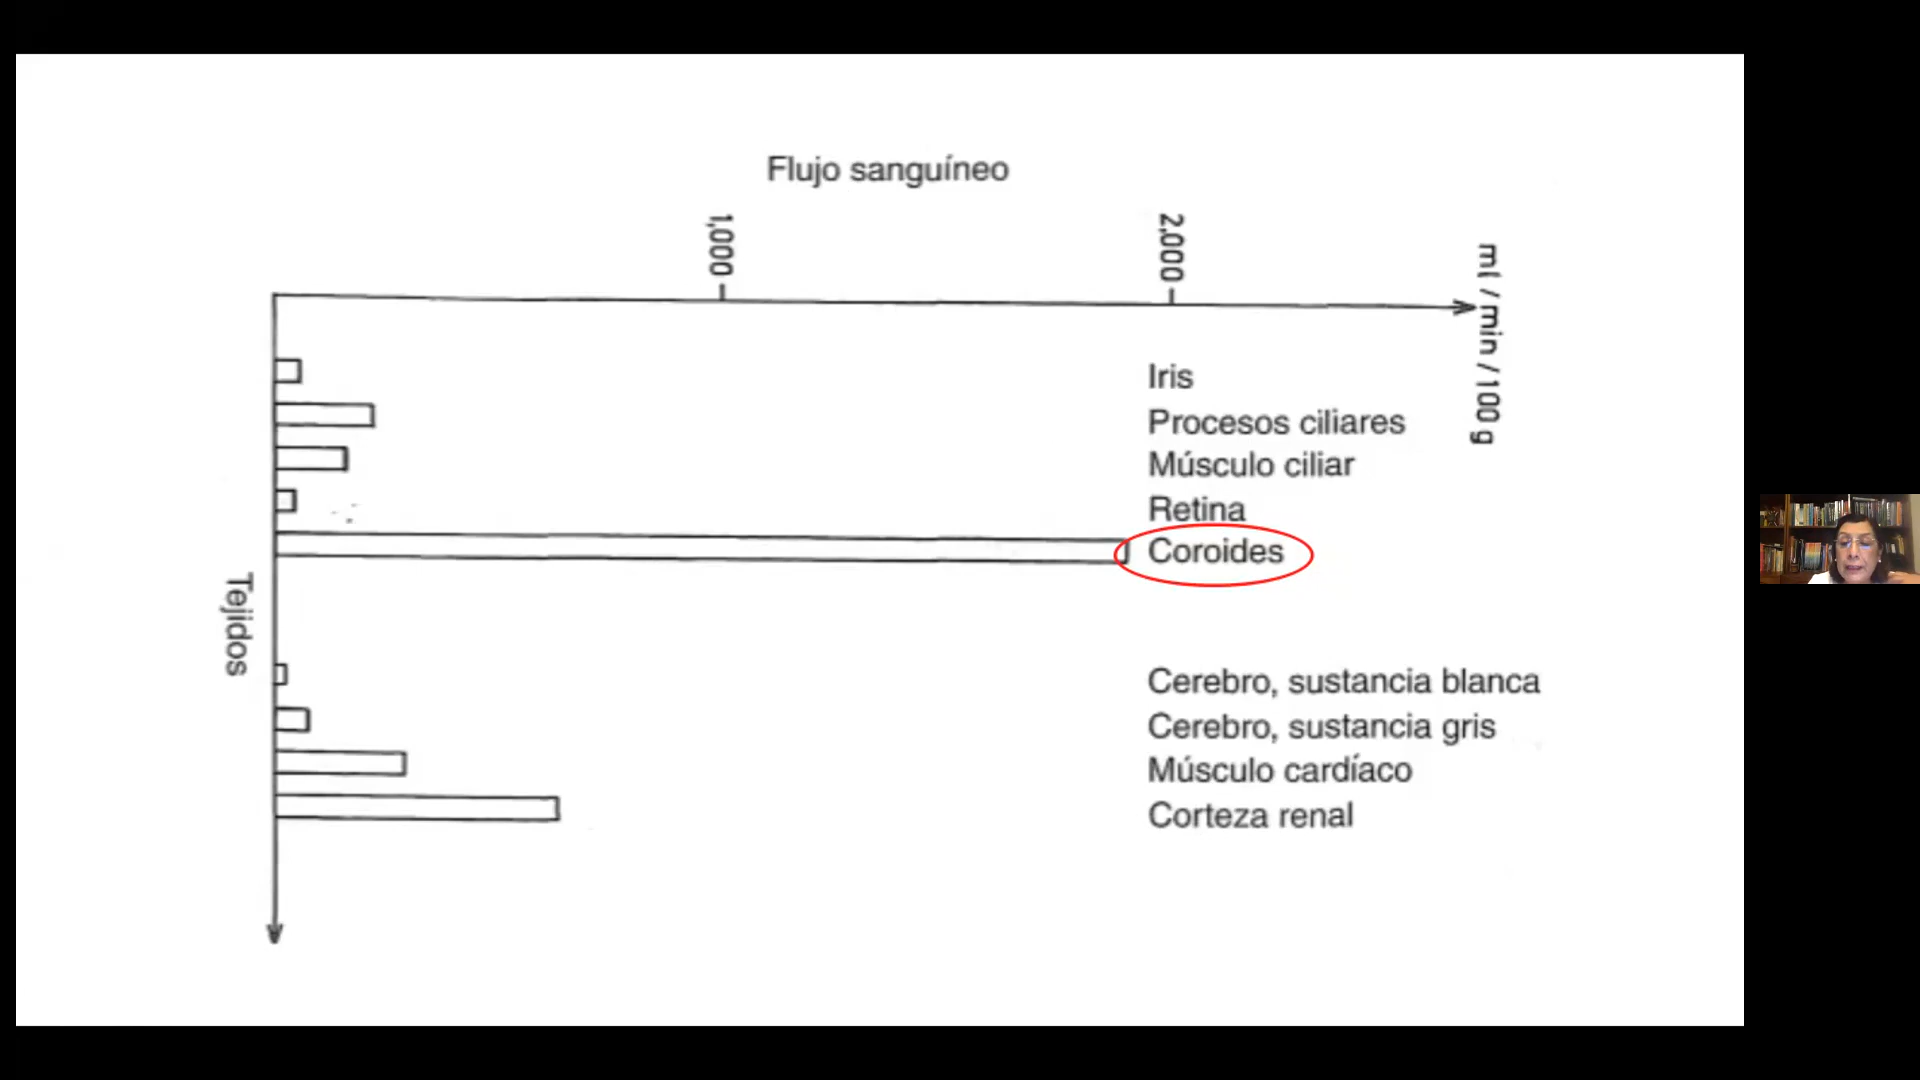 Flujo sanguíneo
1,000
2,000
ml / min / 100 g
Iris
Procesos ciliares
Músculo ciliar
Retina
Coroides
Tejidos
Cerebro, sustancia blanca
Cerebro, sustancia gris
Músculo cardíaco
Corteza renal